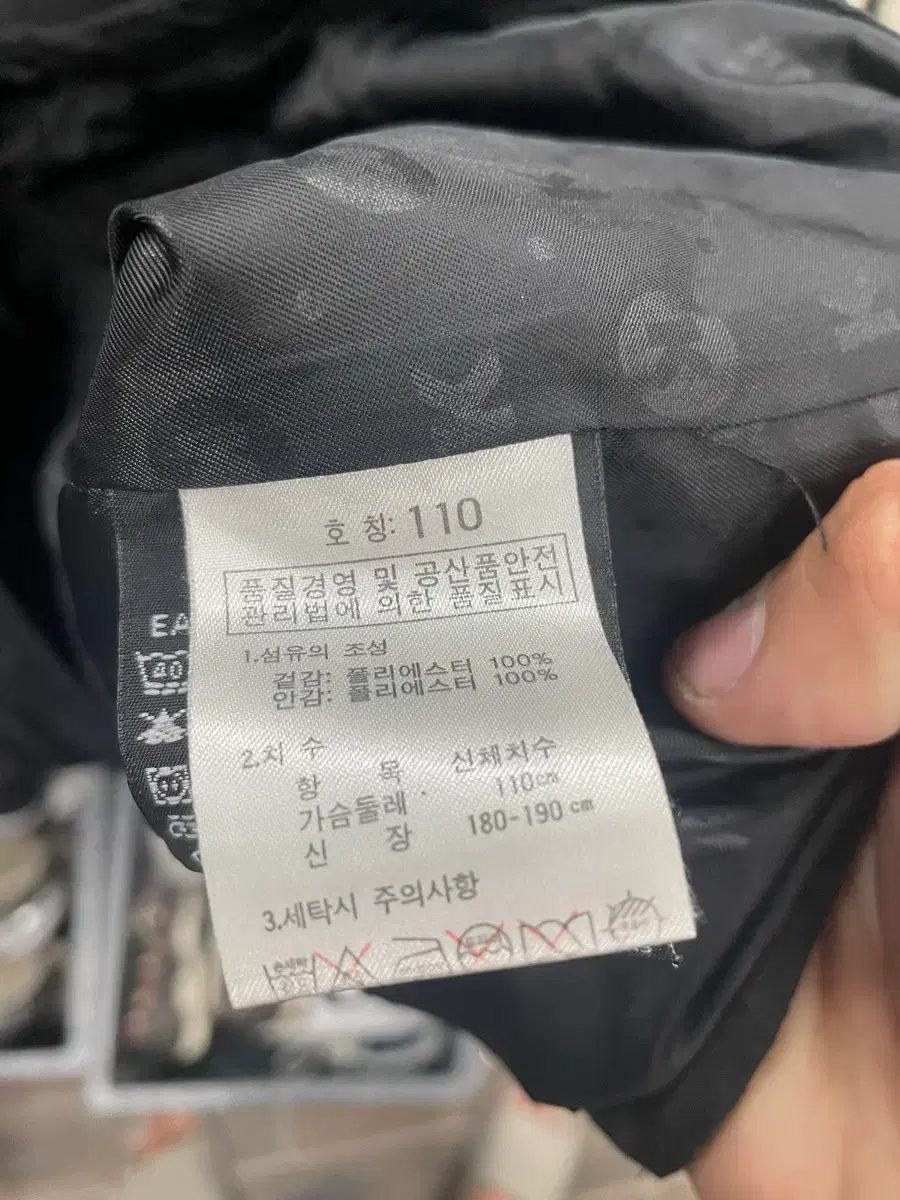 호 칭: 110
품질경영 및 공산품안전
관리법에 의한 품질표시
1.섬유의 조성
겉감: 폴리에스터 100%
안감: 폴리에스터 100%
2.치 수
항 목 신체치수
가슴둘레 110cm
신 장 180-190cm
3.세탁시 주의사항
EA
40